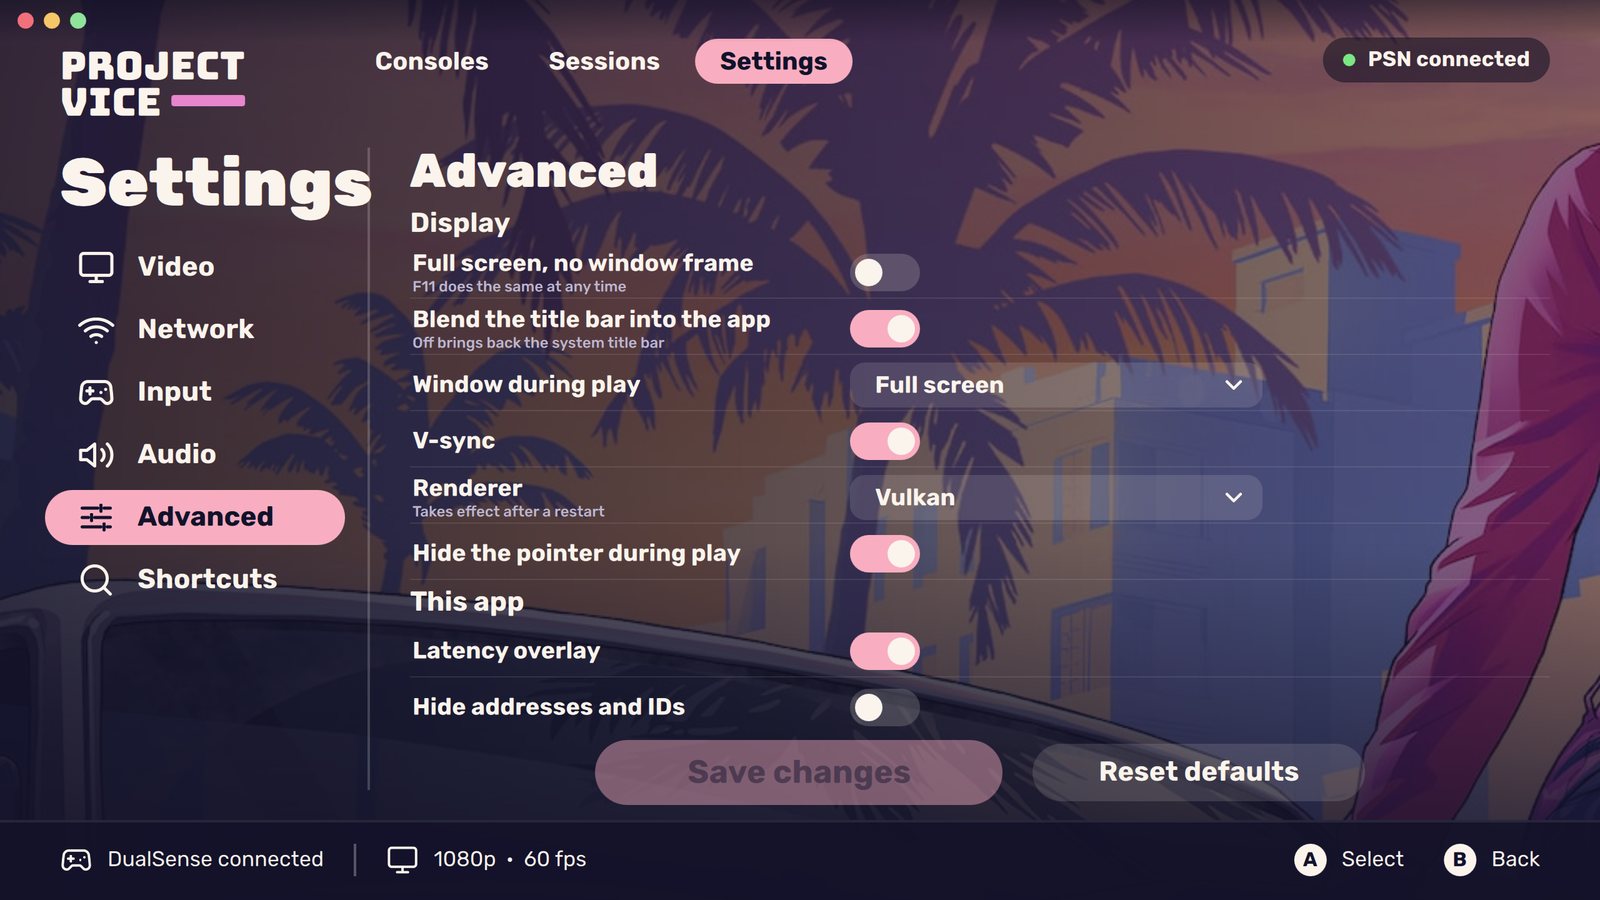 PROJECT
VICE
Consoles
Sessions
Settings
PSN connected
Settings
Video
Network
Input
Audio
Advanced
Shortcuts
Advanced
Display
Full screen, no window frame
F11 does the same at any time
Blend the title bar into the app
Off brings back the system title bar
Window during play
Full screen
V-sync
Renderer
Takes effect after a restart
Vulkan
Hide the pointer during play
This app
Latency overlay
Hide addresses and IDs
Save changes
Reset defaults
DualSense connected
1080p • 60 fps
A Select
B Back